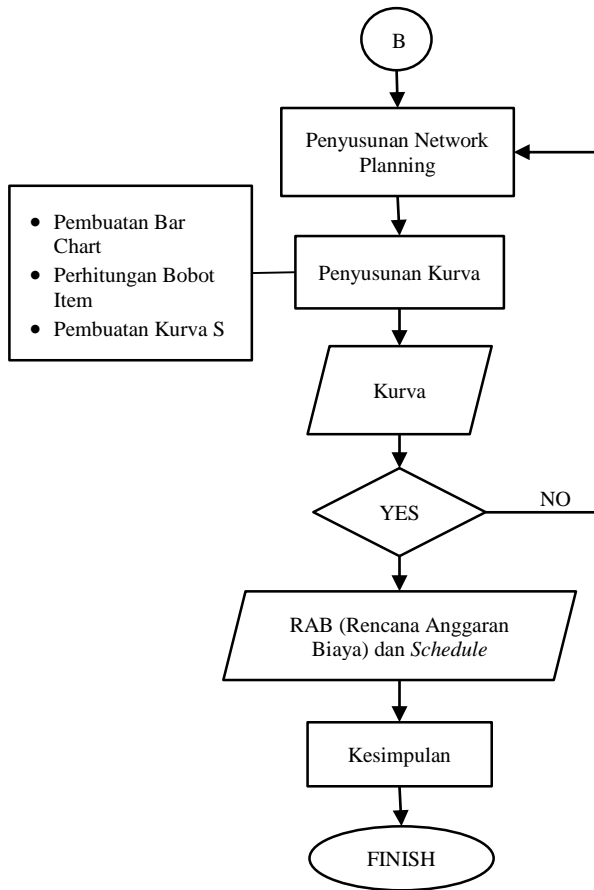 B
Penyusunan Network
Planning
• Pembuatan Bar
Chart
• Perhitungan Bobot
Item
• Pembuatan Kurva S
Penyusunan Kurva
Kurva
YES
NO
RAB (Rencana Anggaran
Biaya) dan Schedule
Kesimpulan
FINISH